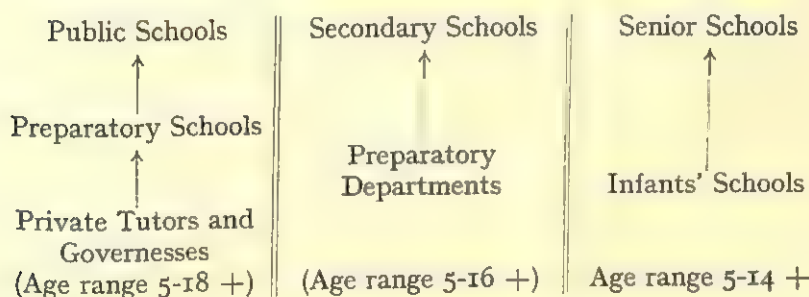 Public Schools
Preparatory Schools
Private Tutors and
Governesses
(Age range 5-18 +)
Secondary Schools
Preparatory
Departments
(Age range 5-16 +)
Senior Schools
Infants' Schools
Age range 5-14 +